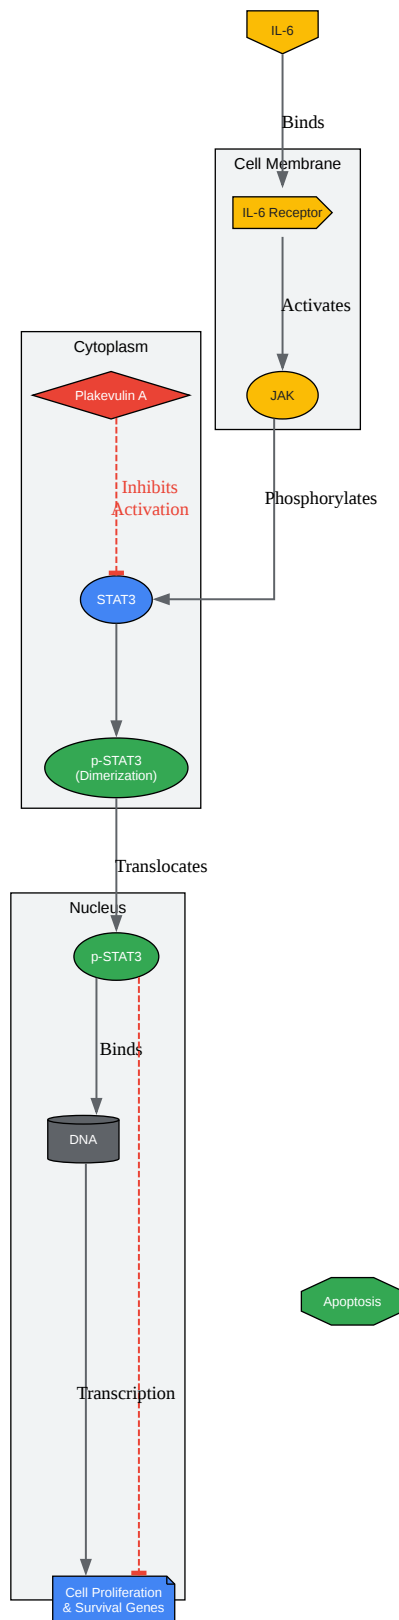 IL-6
Binds
Cell Membrane
IL-6 Receptor
Activates
JAK
Phosphorylates
Cytoplasm
Plakevulin A
Inhibits
Activation
STAT3
p-STAT3
(Dimerization)
Translocates
Nucleus
p-STAT3
Binds
DNA
Apoptosis
Transcription
Cell Proliferation
& Survival Genes